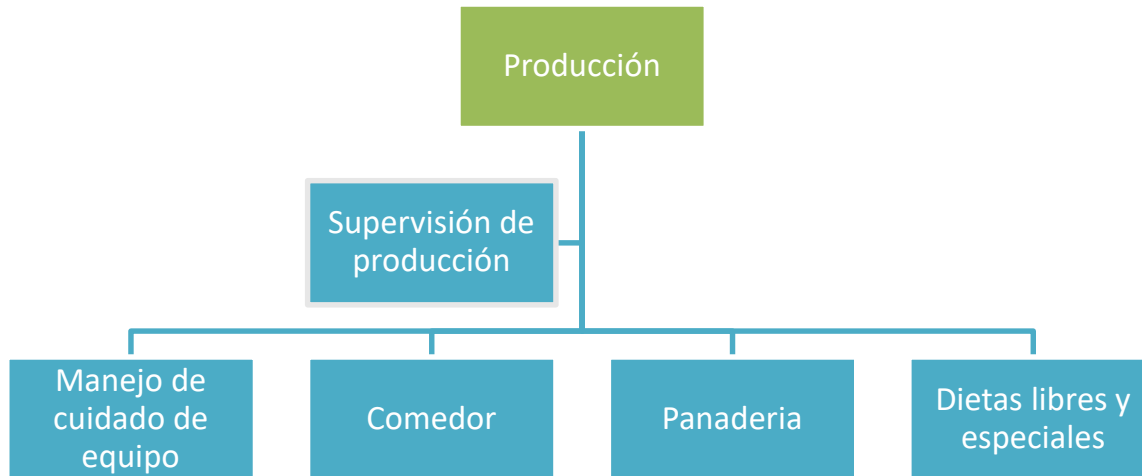 Producción
Supervisión de
producción
Manejo de
cuidado de
equipo
Comedor
Panaderia
Dietas libres y
especiales